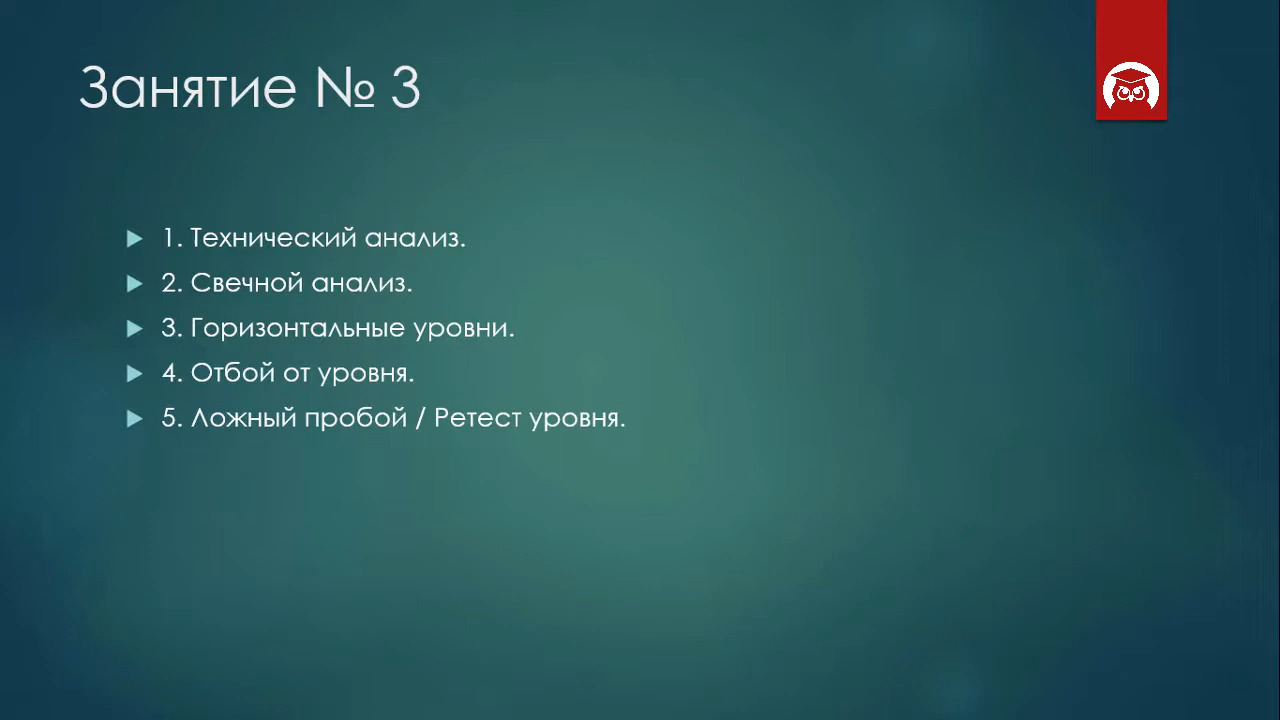 Занятие № 3
1. Технический анализ.
2. Свечной анализ.
3. Горизонтальные уровни.
4. Отбой от уровня.
5. Ложный пробой / Ретест уровня.